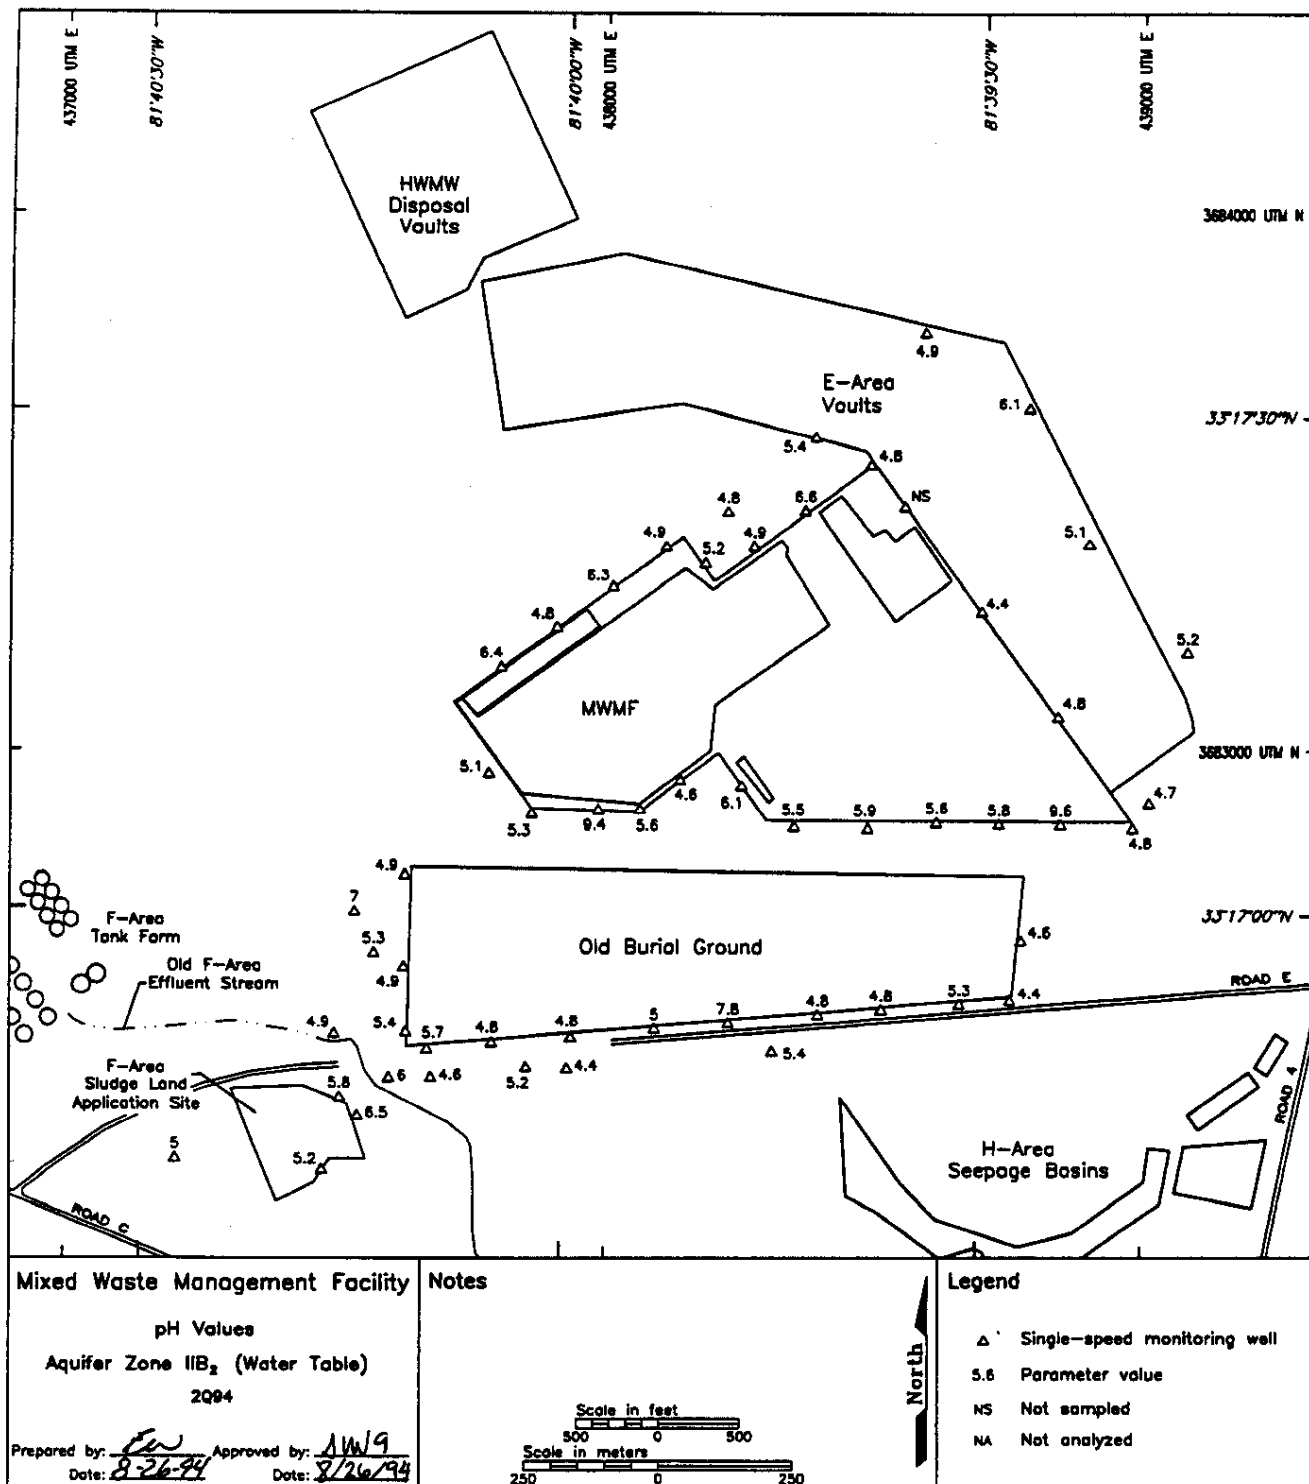 437000 UTM E
81°40'30"W
81°40'00"W
438000 UTM E
81°39'30"W
439000 UTM E
HWMW
Disposal
Vaults
3684000 UTM N
4.9
E-Area
Vaults
6.1
33°17'30"N
5.4
4.8
NS
4.8
6.6
4.9
4.9
5.2
5.1
6.3
4.4
4.8
5.2
6.4
MWMF
4.8
3683000 UTM N
5.1
4.6
6.1
4.7
5.3
9.4
5.6
5.5
5.9
5.6
5.8
9.6
4.8
4.9
7
F-Area
Tank Farm
33°17'00"N
5.3
Old Burial Ground
4.6
Old F-Area
Effluent Stream
4.9
ROAD E
4.9
5.4
5.7
4.8
4.8
5
7.8
4.8
4.8
5.3
4.4
5.4
F-Area
Sludge Land
Application Site
5.8
6
4.6
5.2
4.4
6.5
ROAD 4
5
5.2
H-Area
Seepage Basins
ROAD C
Mixed Waste Management Facility
pH Values
Aquifer Zone IIB₂ (Water Table)
2Q94
Prepared by:
Approved by:
Date: 8-26-94
Date: 8/26/94
Notes
Scale in feet
500 0 500
Scale in meters
250 0 250
North
Legend
Single-speed monitoring well
5.6 Parameter value
NS Not sampled
NA Not analyzed